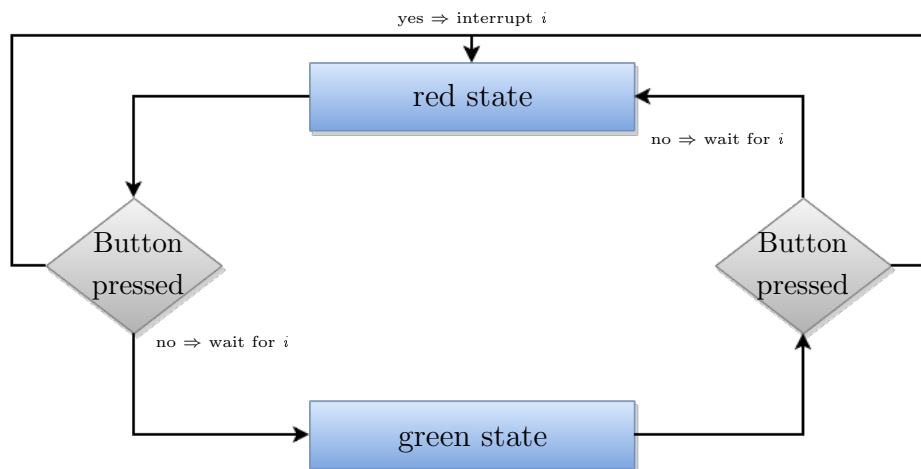 yes ⇒ interrupt i
red state
no ⇒ wait for i
Button
pressed
Button
pressed
no ⇒ wait for i
green state